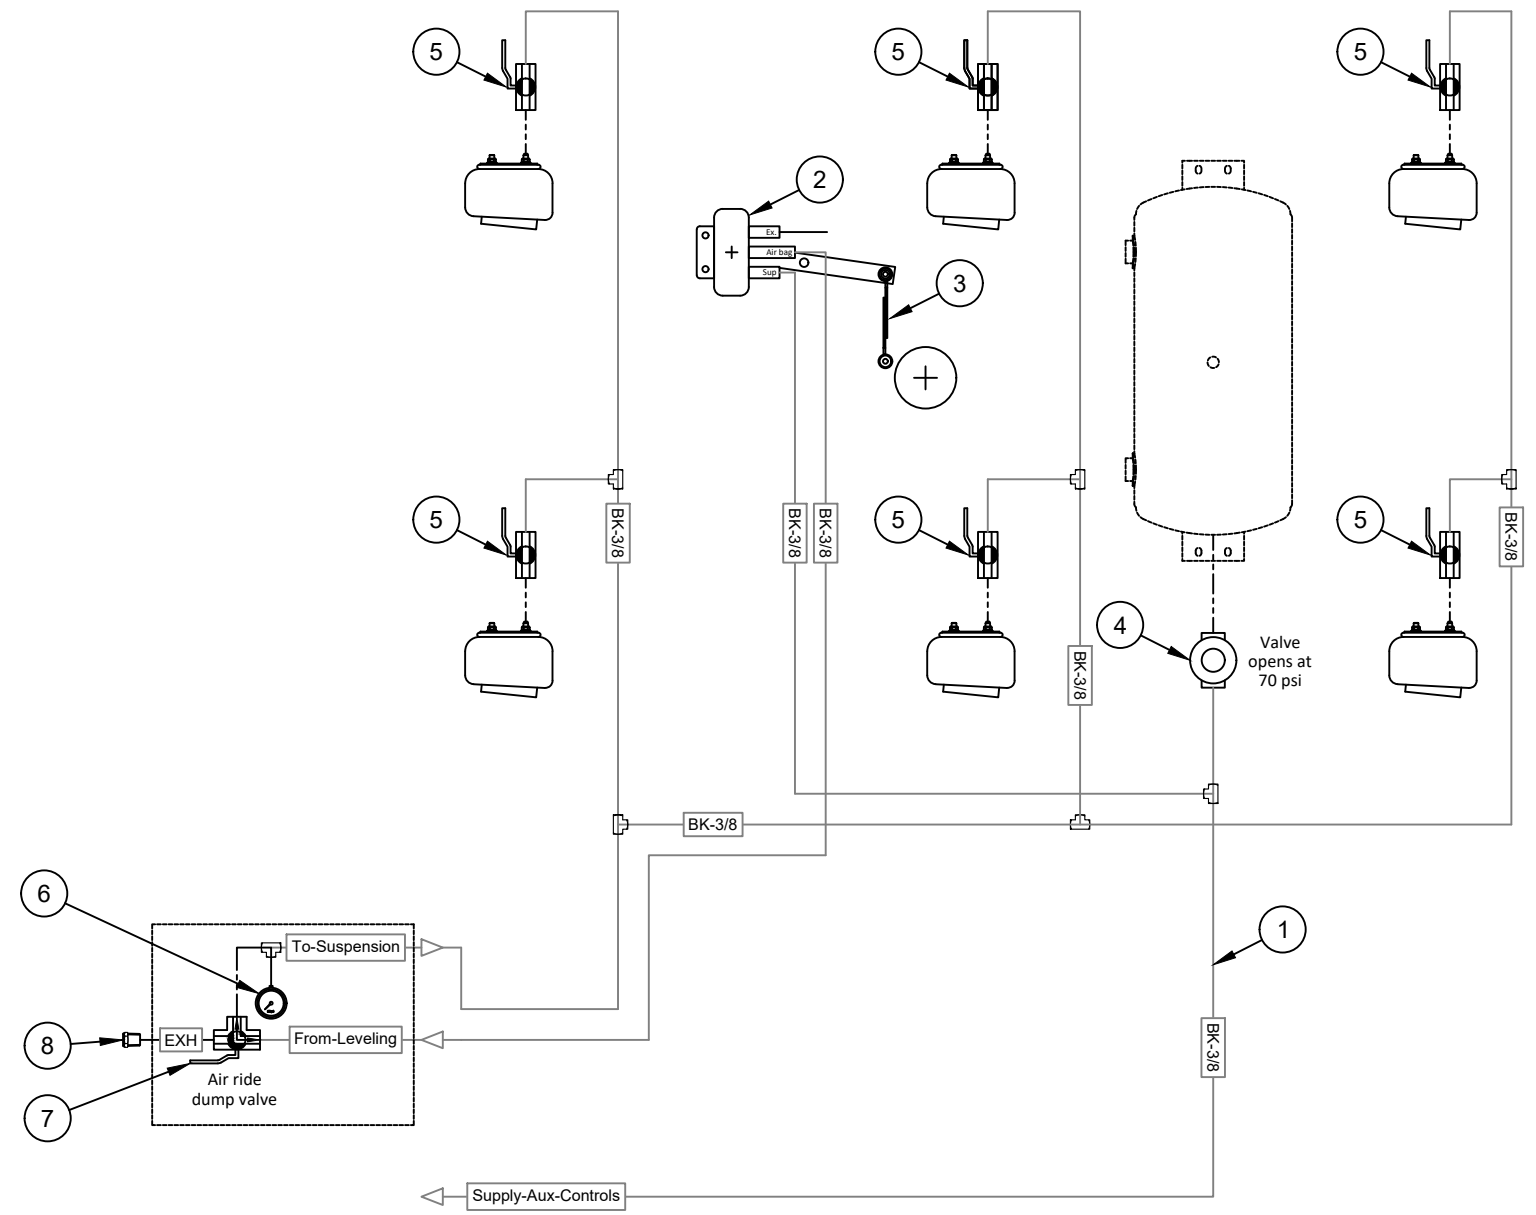 5
5
5
2
Ex.
Air bag
Sup
3
5
5
5
BK-3/8
BK-3/8
BK-3/8
BK-3/8
4
Valve
opens at
70 psi
BK-3/8
BK-3/8
6
1
To-Suspension
8
EXH
From-Leveling
BK-3/8
7
Air ride
dump valve
Supply-Aux-Controls